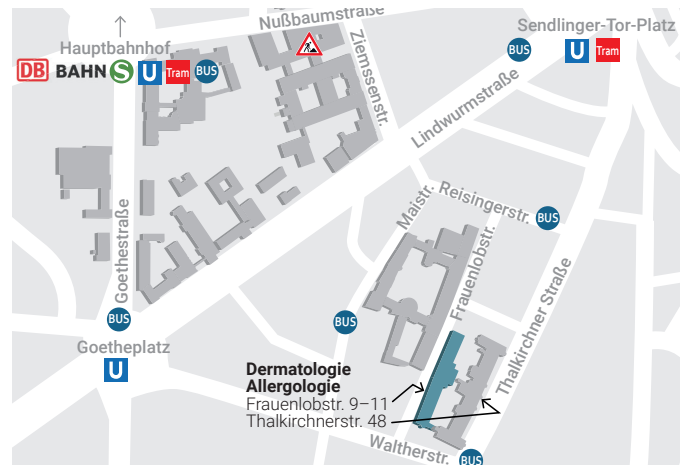 Nußbaumstraße
Sendlinger-Tor-Platz
Hauptbahnhof
DB BAHN S U Tram BUS
BUS U Tram
Ziemssenstr.
Lindwurmstraße
Maistr.
Reisingerstr.
BUS
Goethestraße
Frauenlobstr.
Thalkirchner Straße
BUS
BUS
Goetheplatz
U
Dermatologie
Allergologie
Frauenlobstr. 9–11
Thalkirchnerstr. 48
Waltherstr.
BUS